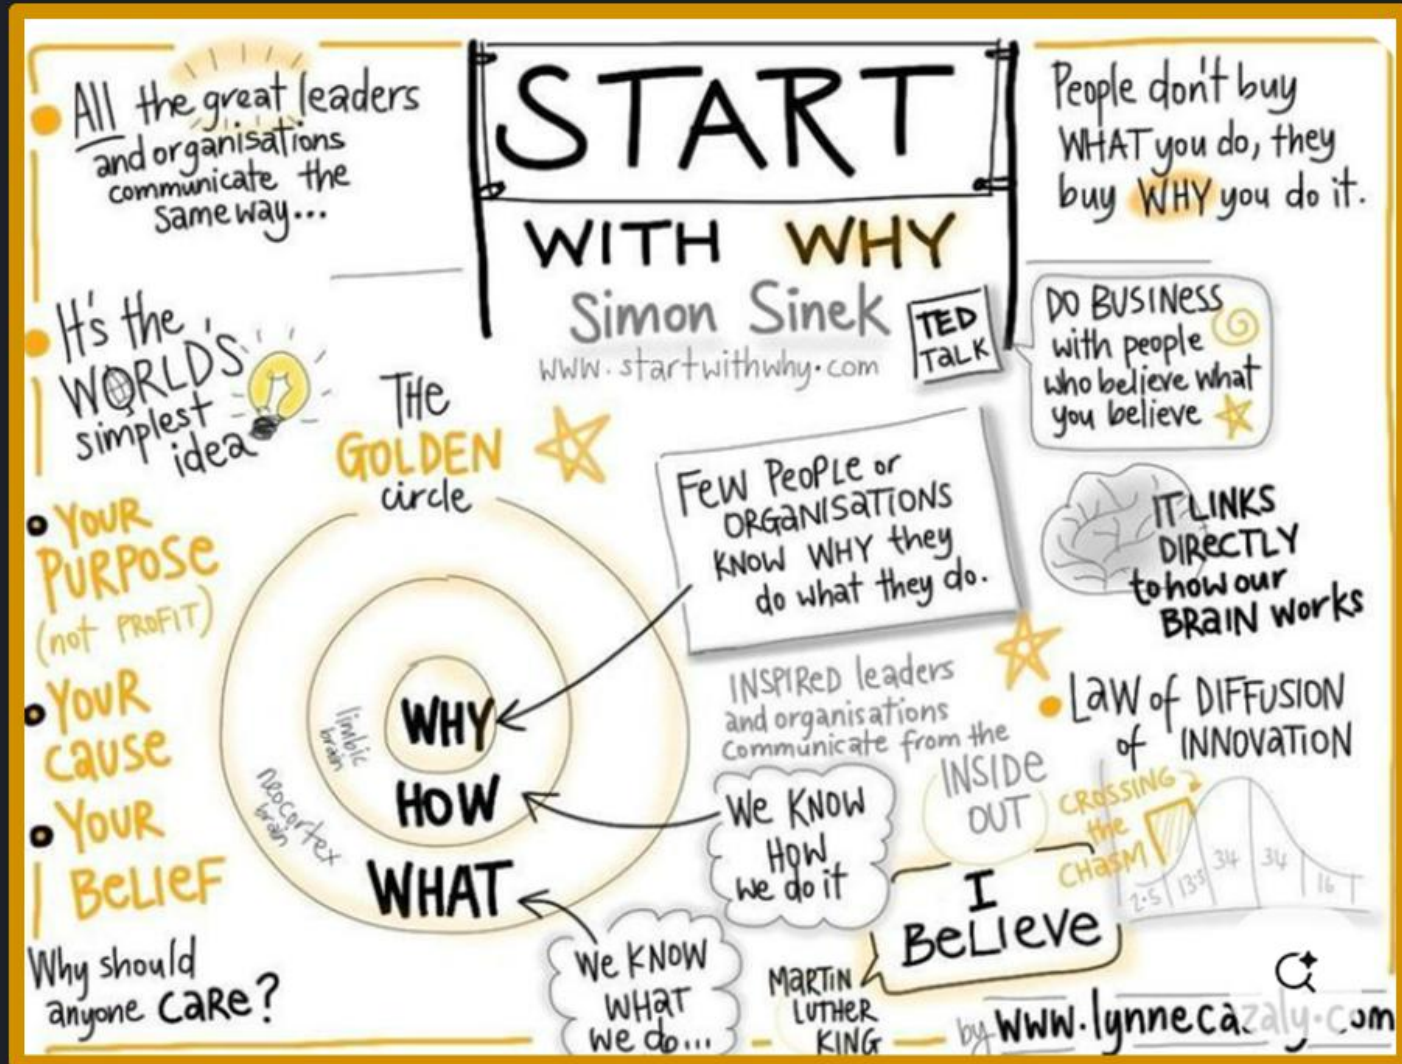 All the great leaders
and organisations
communicate the
same way...
START
WITH WHY
Simon Sinek
www.startwithwhy.com
TED
TaLK
People don't buy
WHAT you do, they
buy WHY you do it.
DO BUSINESS
with people
who believe what
you believe
It's the
WORLD'S
simplest
idea
THe
GOLDEN
circle
FeW PeoPLe or
ORGaNISaTIONS
KNOW WHY they
do what they do.
IT LINKS
DIReCTLY
to how our
BRaIN WorKs
• YOUR
PURPOSe
(not PROFIT)
• YOUR
cause
• YOUR
BeLIeF
WHY
HOW
WHAT
limbic
brain
neocortex
brain
INSPIReD leaders
and organisations
communicate from the
INSIDe
OUT
LaW of DIFFUSION
of INNOVaTION
CROSSING
the
CHaSM
2.5 13.5 34 34 16
We KNOW
HOW
we do it
We KNOW
WHaT
we do...
I
BeLIeve
MaRTIN
LUTHeR
KING
Why should
anyone CaRe?
by www.lynnecazaly.com